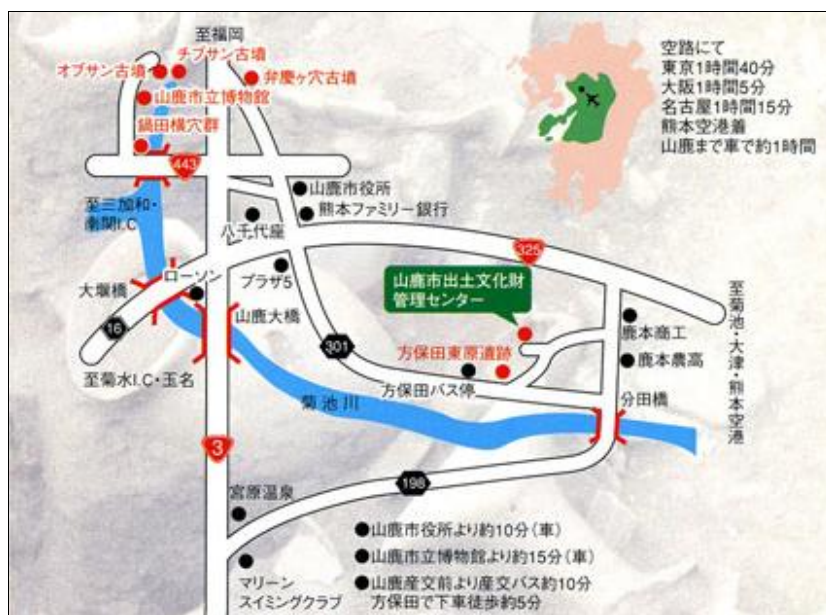 至福岡
チブサン古墳
オブサン古墳
弁慶ヶ穴古墳
山鹿市立博物館
鍋田横穴群
443
空路にて
東京1時間40分
大阪1時間5分
名古屋1時間15分
熊本空港着
山鹿まで車で約1時間
至三加和・
南関I.C
山鹿市役所
熊本ファミリー銀行
八千代座
325
プラザ5
ローソン
大堰橋
16
山鹿大橋
山鹿市出土文化財
管理センター
301
方保田東原遺跡
方保田バス停
鹿本商工
鹿本農高
至菊池・大津・熊本空港
至菊水I.C・玉名
菊池川
分田橋
3
198
宮原温泉
マリーン
スイミングクラブ
●山鹿市役所より約10分(車)
●山鹿市立博物館より約15分(車)
●山鹿産交前より産交バス約10分
方保田で下車徒歩約5分